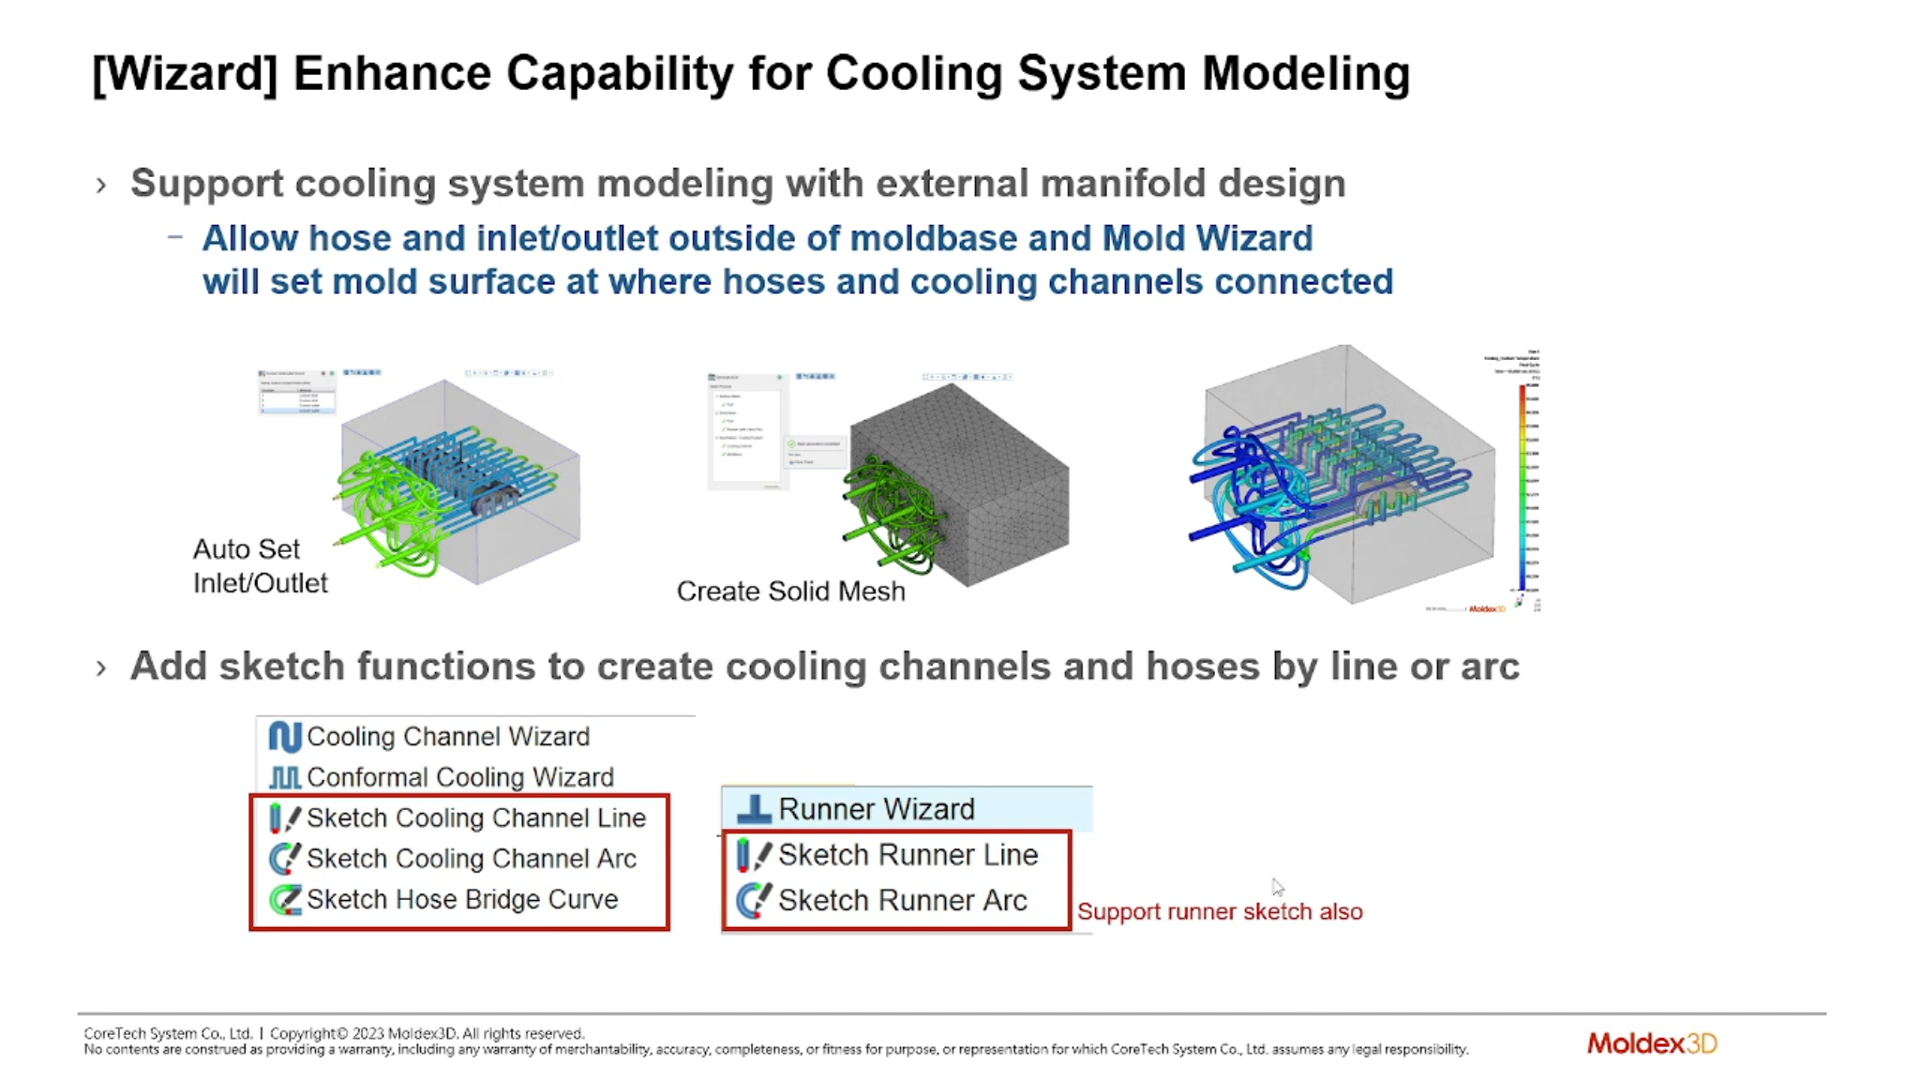 [Wizard] Enhance Capability for Cooling System Modeling
› Support cooling system modeling with external manifold design
– Allow hose and inlet/outlet outside of moldbase and Mold Wizard
will set mold surface at where hoses and cooling channels connected
Auto Set
Inlet/Outlet
Create Solid Mesh
Moldex3D
› Add sketch functions to create cooling channels and hoses by line or arc
Cooling Channel Wizard
Conformal Cooling Wizard
Sketch Cooling Channel Line
Sketch Cooling Channel Arc
Sketch Hose Bridge Curve
Runner Wizard
Sketch Runner Line
Sketch Runner Arc
Support runner sketch also
CoreTech System Co., Ltd. | Copyright© 2023 Moldex3D. All rights reserved.
No contents are construed as providing a warranty, including any warranty of merchantability, accuracy, completeness, or fitness for purpose, or representation for which CoreTech System Co., Ltd. assumes any legal responsibility.
Moldex3D